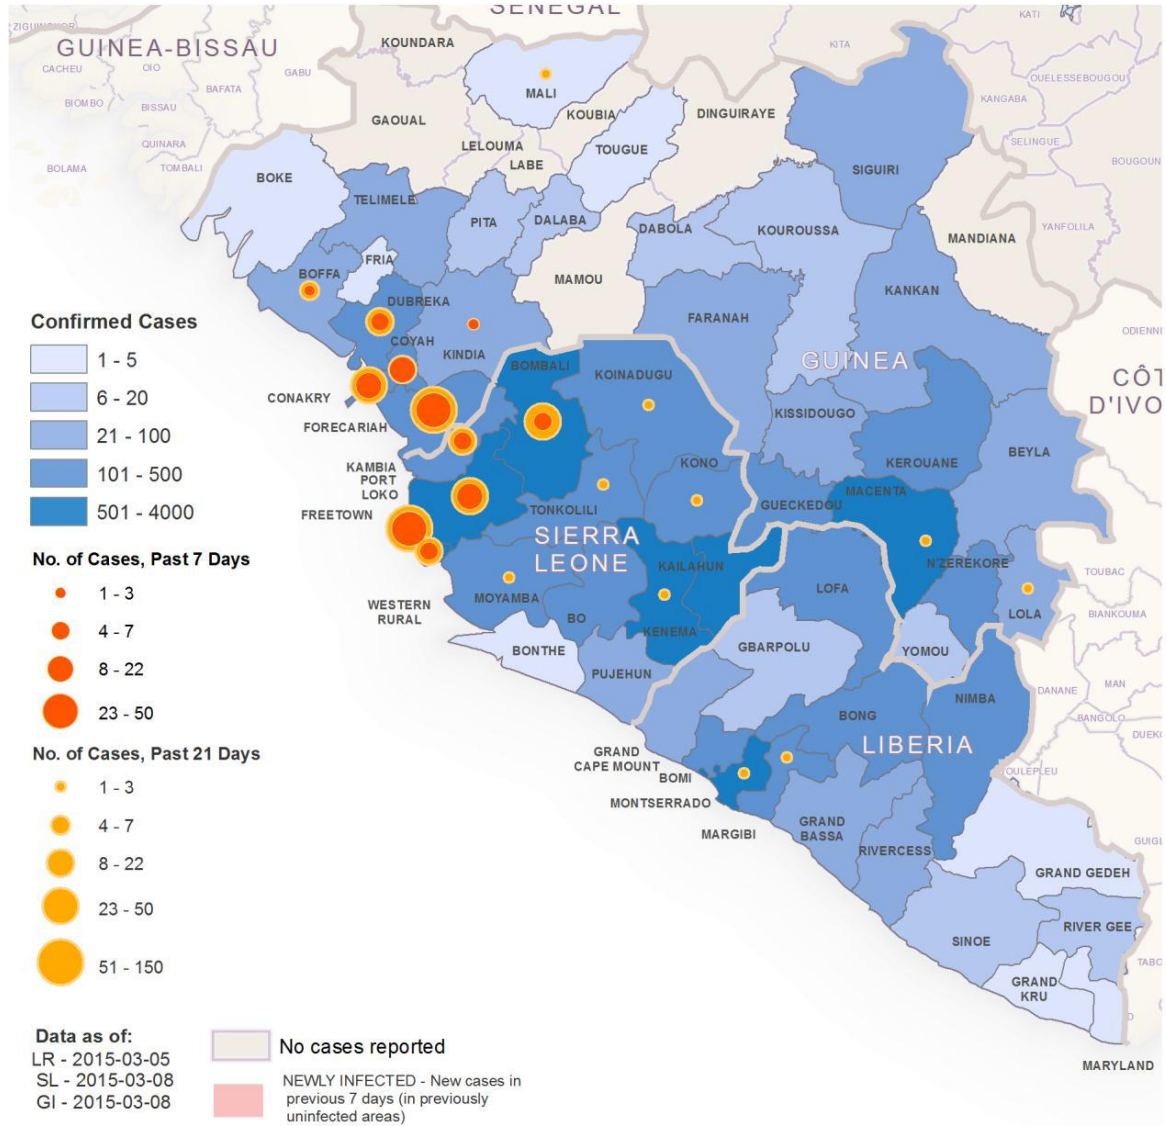 SENEGAL
KATI
ZIGUINCHOR
KOUNDARA
KITA
GUINEA-BISSAU
CACHEU
OIO
GABU
BAFATA
OUELESSEBOUGOU
BIOMBO
BISSAU
MALI
KOUBIA
DINGUIRAYE
KANGABA
GAOUAL
QUINARA
LELOUMA
TOUGUE
SELINGUE
BOLAMA
TOMBALI
LABE
BOUGOUN
BOKE
SIGUIRI
TELIMELE
PITA
DALABA
DABOLA
KOUROUSSA
YANFOLILA
MANDIANA
FRIA
BOFFA
MAMOU
KANKAN
DUBREKA
FARANAH
ODIENNE
COYAH
KINDIA
GUINEA
BOMBALI
KOINADUGU
CÔT
D'IVO
CONAKRY
KISSIDOUGO
FORECARIAH
BEYLA
KAMBIA
KONO
KEROUANE
PORT
LOKO
MACENTA
GUECKEDOU
FREETOWN
TONKOLILI
SIERRA
LEONE
N'ZEREKORE
KAILAHUN
TOUBAC
LOFA
MOYAMBA
LOLA
BIANKOUMA
WESTERN
RURAL
BO
KENEMA
BONTHE
GBARPOLU
YOMOU
PUJEHUN
MAN
DANANE
NIMBA
BONG
BANGOLO
DUEKO
LIBERIA
GRAND
CAPE MOUNT
BOMI
OULEPLEU
MONTSERRADO
MARGIBI
GRAND
BASSA
RIVERCESS
GUIGL
GRAND GEDEH
SINOE
RIVER GEE
TABO
GRAND
KRU
MARYLAND
Confirmed Cases
1 - 5
6 - 20
21 - 100
101 - 500
501 - 4000
No. of Cases, Past 7 Days
1 - 3
4 - 7
8 - 22
23 - 50
No. of Cases, Past 21 Days
1 - 3
4 - 7
8 - 22
23 - 50
51 - 150
Data as of:
LR - 2015-03-05
SL - 2015-03-08
GI - 2015-03-08
No cases reported
NEWLY INFECTED - New cases in
previous 7 days (in previously
uninfected areas)